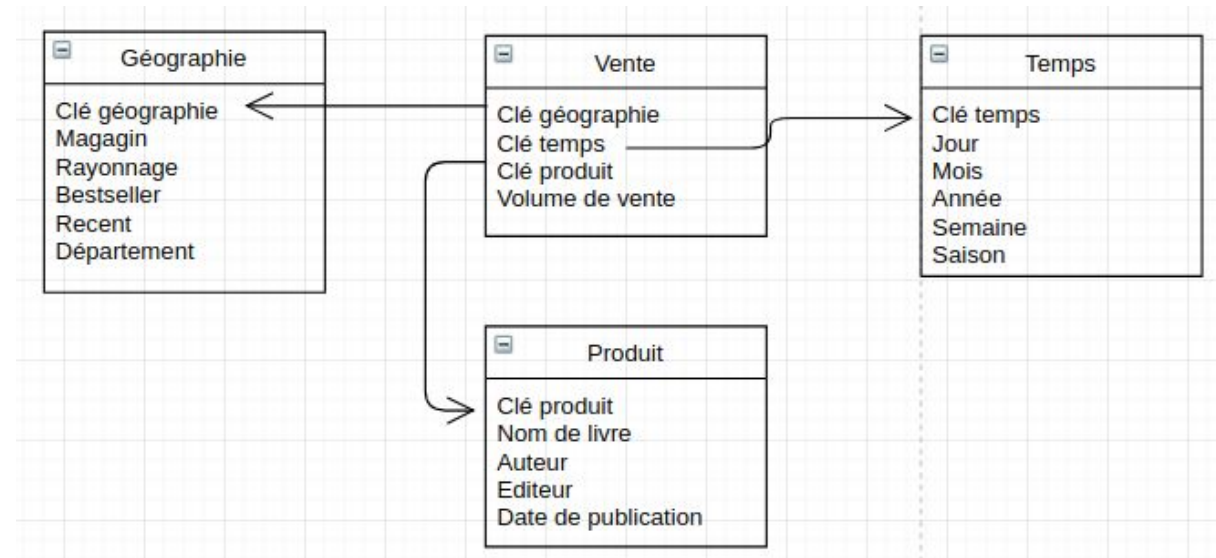 Géographie
Clé géographie
Magagin
Rayonnage
Bestseller
Recent
Département
Vente
Clé géographie
Clé temps
Clé produit
Volume de vente
Temps
Clé temps
Jour
Mois
Année
Semaine
Saison
Produit
Clé produit
Nom de livre
Auteur
Editeur
Date de publication